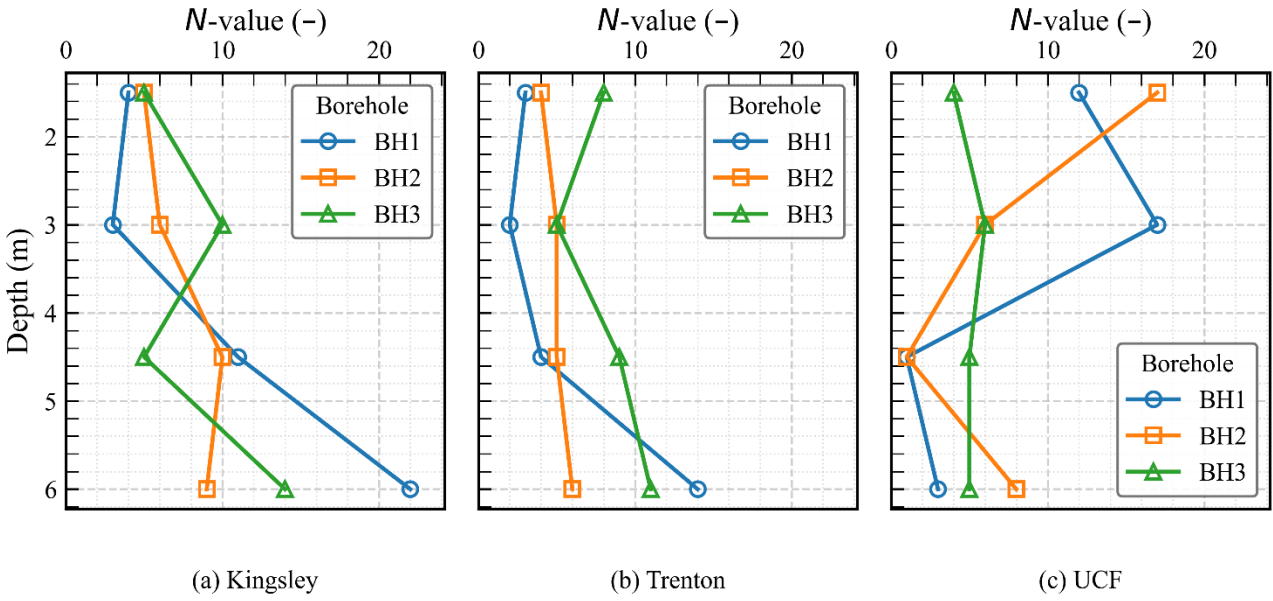 N-value (−)
0 10 20
N-value (−)
0 10 20
N-value (−)
0 10 20
Depth (m)
2
3
4
5
6
Borehole
BH1
BH2
BH3
Borehole
BH1
BH2
BH3
Borehole
BH1
BH2
BH3
(a) Kingsley
(b) Trenton
(c) UCF